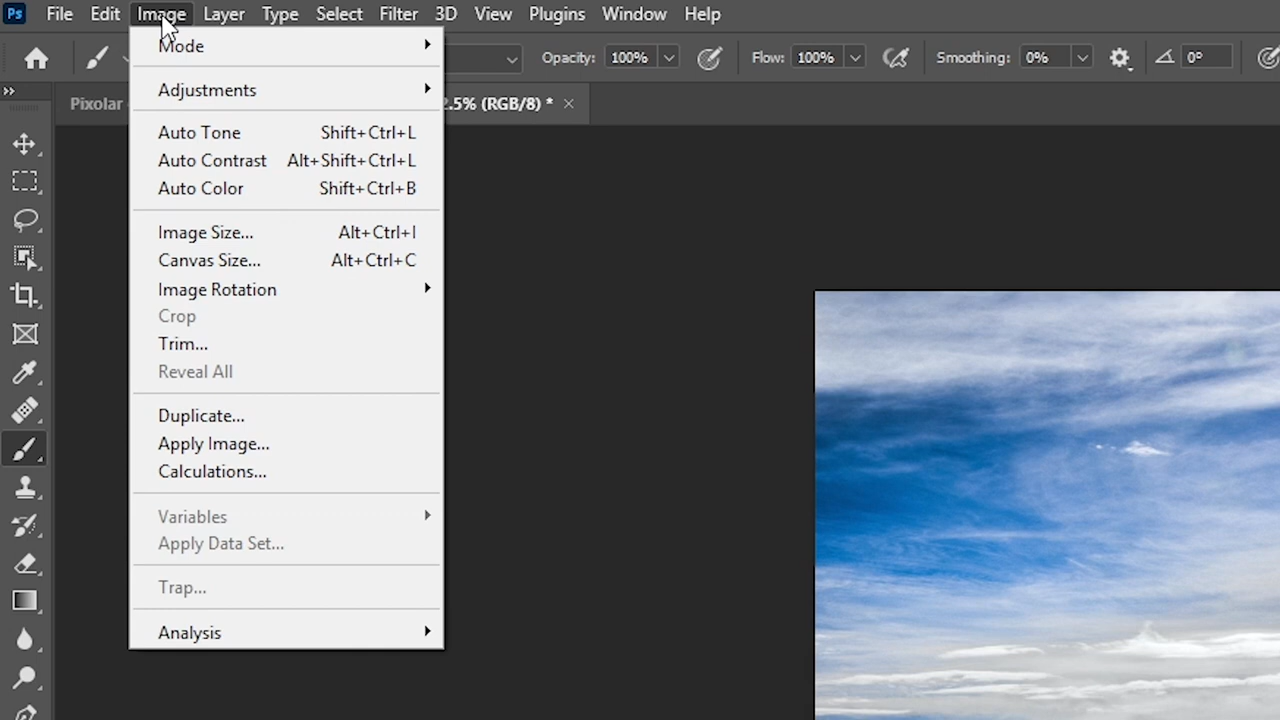 Ps File Edit Image Layer Type Select Filter 3D View Plugins Window Help
Opacity: 100% Flow: 100% Smoothing: 0% 0°
Pixolar 2.5% (RGB/8) *
Mode
Adjustments
Auto Tone Shift+Ctrl+L
Auto Contrast Alt+Shift+Ctrl+L
Auto Color Shift+Ctrl+B
Image Size... Alt+Ctrl+I
Canvas Size... Alt+Ctrl+C
Image Rotation
Crop
Trim...
Reveal All
Duplicate...
Apply Image...
Calculations...
Variables
Apply Data Set...
Trap...
Analysis